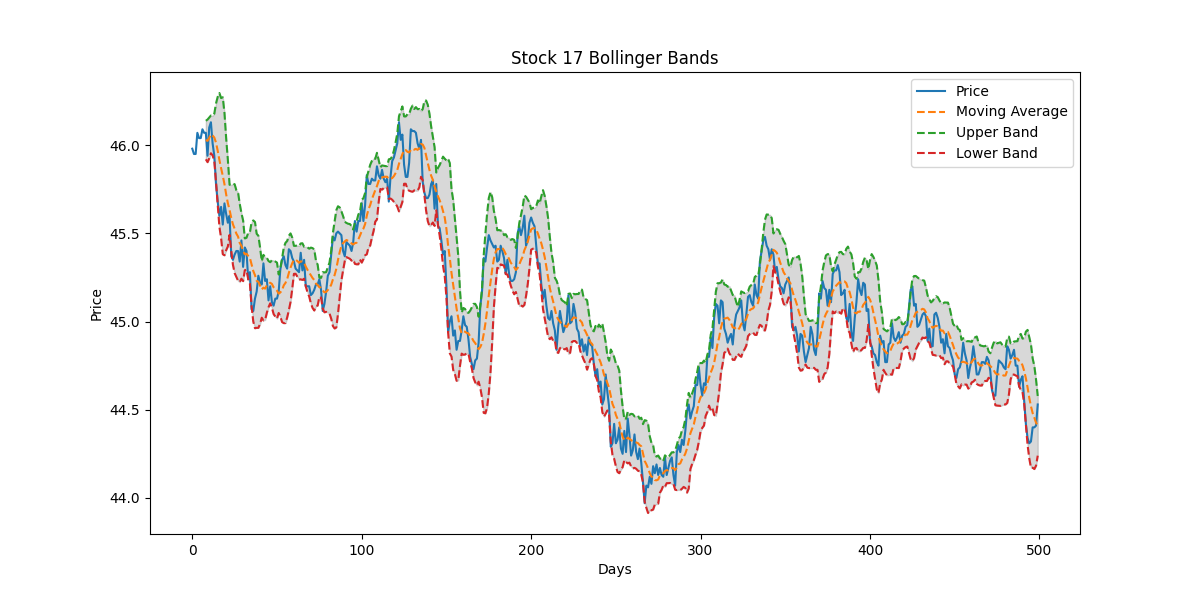 Stock 17 Bollinger Bands
Price
Moving Average
Upper Band
Lower Band
Price
46.0
45.5
45.0
44.5
44.0
0 100 200 300 400 500
Days